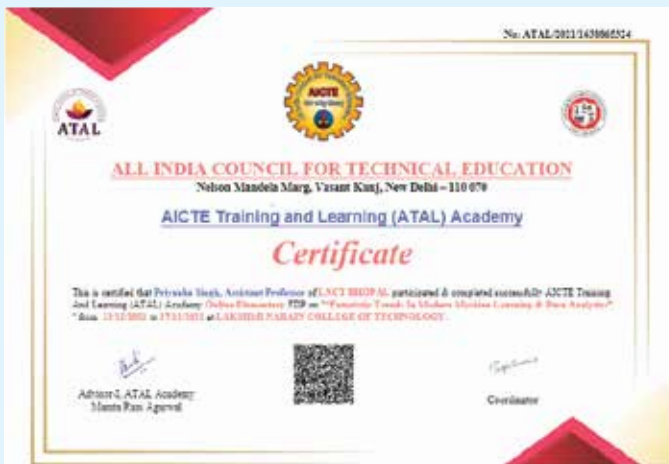 No: ATAL/2021/1630865524
ATAL
AICTE
ALL INDIA COUNCIL FOR TECHNICAL EDUCATION
Nelson Mandela Marg, Vasant Kunj, New Delhi – 110 070
AICTE Training and Learning (ATAL) Academy
Certificate
This is certified that Priyanka Singh, Assistant Professor of LNCT BHOPAL participated & completed successfully AICTE Training
And Learning (ATAL) Academy Online Elementary FDP on "Futuristic Trends In Modern Machine Learning & Data Analytics"
" from 13/12/2021 to 17/12/2021 at LAKSHMI NARAIN COLLEGE OF TECHNOLOGY.
Advisor-I, ATAL Academy
Mamta Rani Agarwal
Coordinator